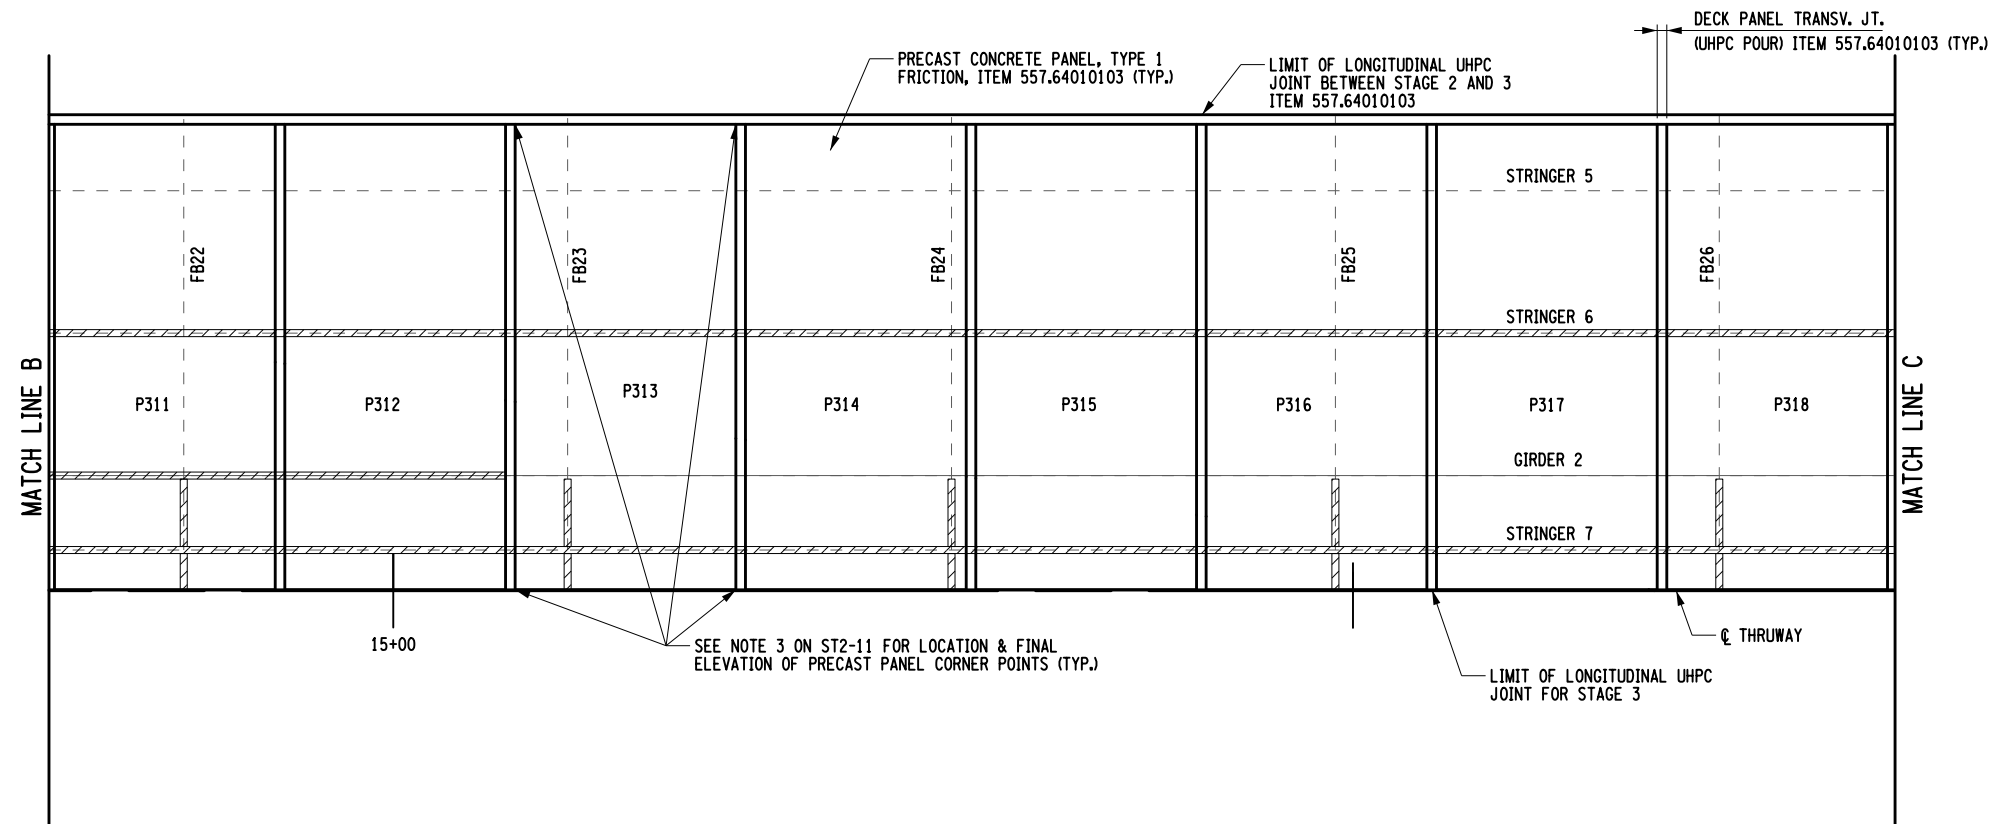 DECK PANEL TRANSV. JT.
(UHPC POUR) ITEM 557.64010103 (TYP.)
PRECAST CONCRETE PANEL, TYPE 1
FRICTION, ITEM 557.64010103 (TYP.)
LIMIT OF LONGITUDINAL UHPC
JOINT BETWEEN STAGE 2 AND 3
ITEM 557.64010103
STRINGER 5
FB22
FB23
FB24
FB25
FB26
STRINGER 6
MATCH LINE B
P311
P312
P313
P314
P315
P316
P317
P318
MATCH LINE C
GIRDER 2
STRINGER 7
15+00
SEE NOTE 3 ON ST2-11 FOR LOCATION & FINAL
ELEVATION OF PRECAST PANEL CORNER POINTS (TYP.)
℄ THRUWAY
LIMIT OF LONGITUDINAL UHPC
JOINT FOR STAGE 3